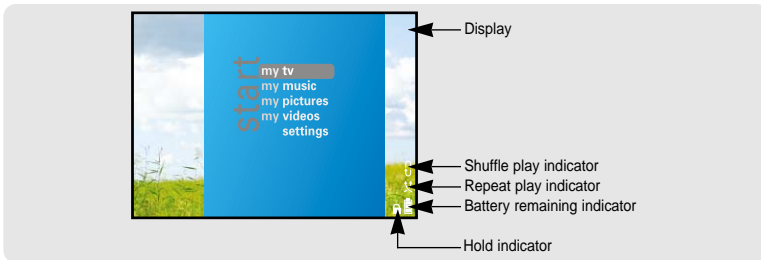 Display
start
my tv
my music
my pictures
my videos
settings
Shuffle play indicator
Repeat play indicator
Battery remaining indicator
Hold indicator